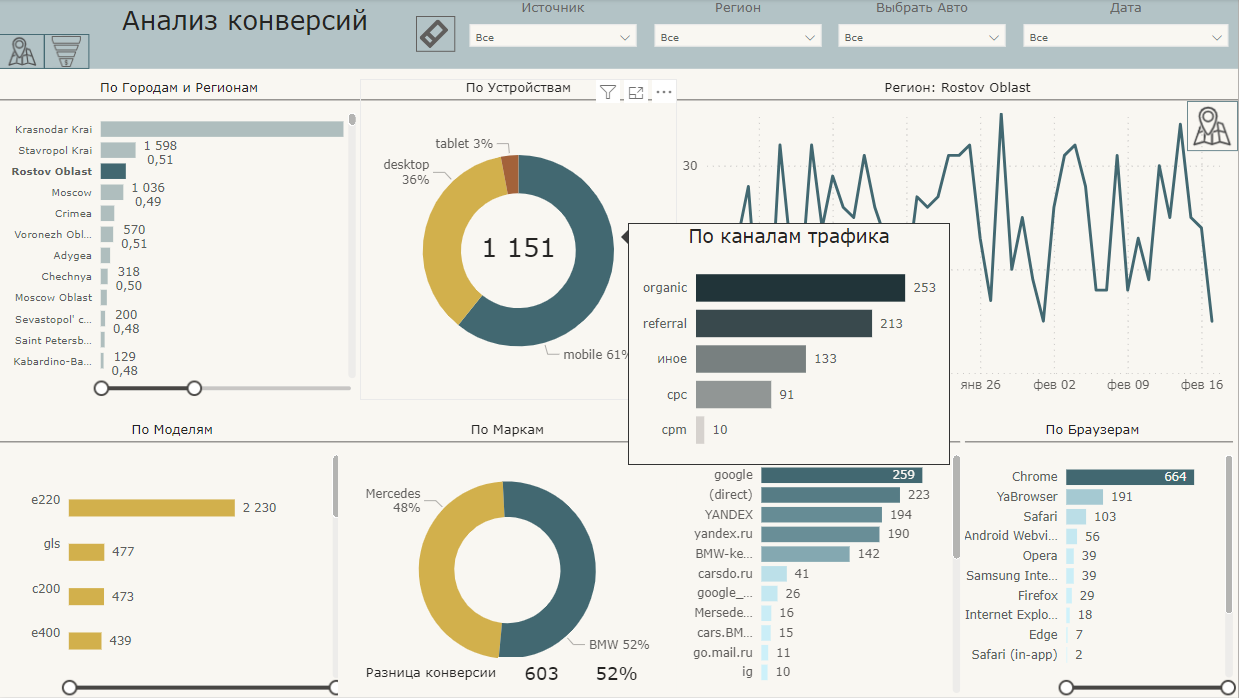 Анализ конверсий
Источник
Регион
Выбрать Авто
Дата
Все
Все
Все
Все
По Городам и Регионам
Krasnodar Krai
Stavropol Krai
1 598
0,51
Rostov Oblast
Moscow
1 036
0,49
Crimea
Voronezh Obl...
570
0,51
Adygea
Chechnya
318
0,50
Moscow Oblast
Sevastopol' c...
200
0,48
Saint Petersb...
Kabardino-Ba...
129
0,48
По Устройствам
tablet 3%
desktop
36%
1 151
mobile 61%
Регион: Rostov Oblast
30
янв 26
фев 02
фев 09
фев 16
По каналам трафика
organic 253
referral 213
иное 133
cpc 91
cpm 10
По Моделям
e220 2 230
gls 477
c200 473
e400 439
По Маркам
Mercedes
48%
BMW 52%
Разница конверсии 603 52%
google 259
(direct) 223
YANDEX 194
yandex.ru 190
BMW-ke... 142
carsdo.ru 41
google_... 26
Mersede... 16
cars.BM... 15
go.mail.ru 11
ig 10
По Браузерам
Chrome 664
YaBrowser 191
Safari 103
Android Webvi... 56
Opera 39
Samsung Inte... 39
Firefox 29
Internet Explo... 18
Edge 7
Safari (in-app) 2